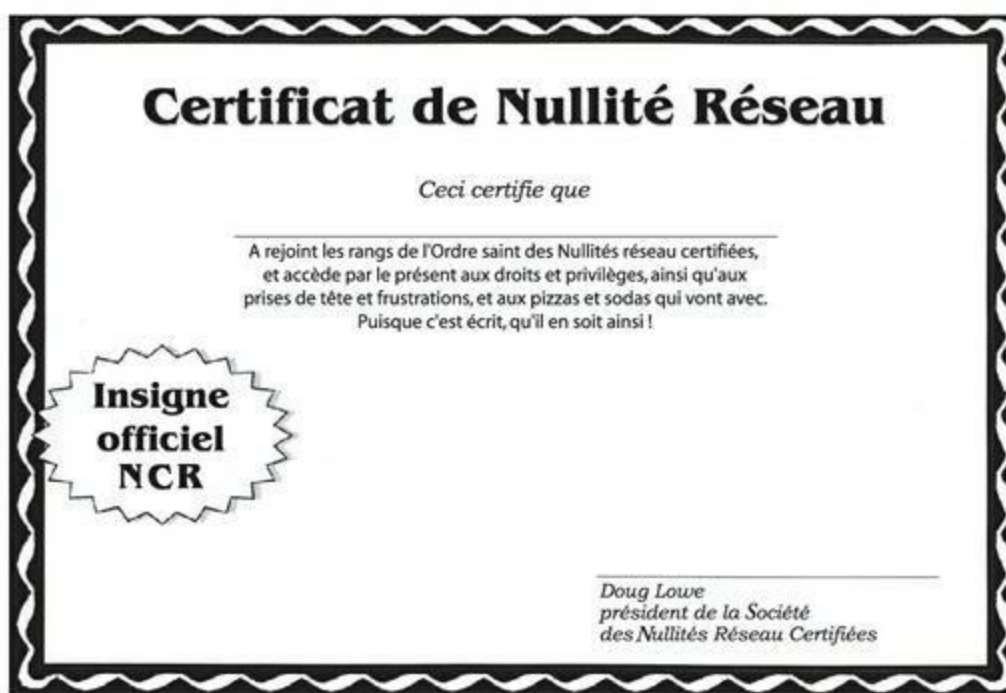 Certificat de Nullité Réseau
Ceci certifie que
A rejoint les rangs de l'Ordre saint des Nullités réseau certifiées,
et accède par le présent aux droits et privilèges, ainsi qu'aux
prises de tête et frustrations, et aux pizzas et sodas qui vont avec.
Puisque c'est écrit, qu'il en soit ainsi !
Insigne
officiel
NCR
Doug Lowe
président de la Société
des Nullités Réseau Certifiées